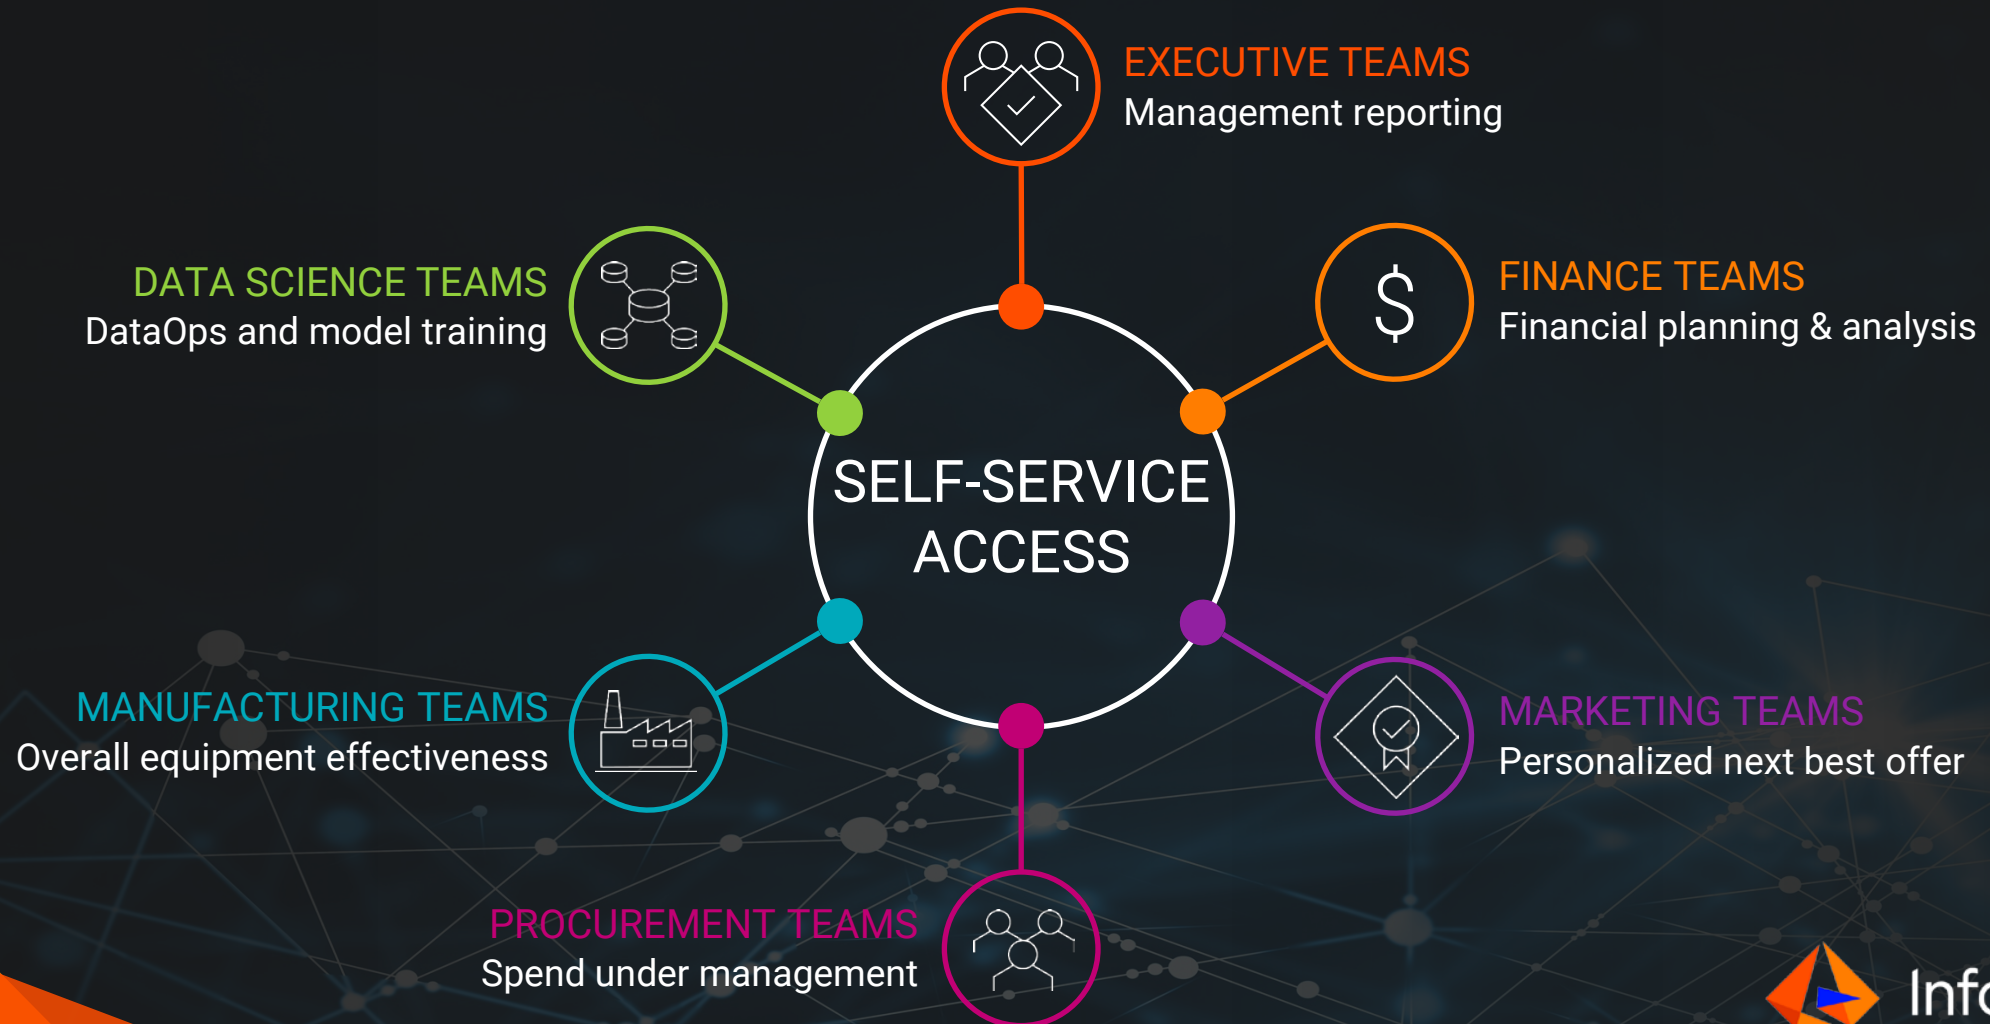 EXECUTIVE TEAMS
Management reporting
DATA SCIENCE TEAMS
DataOps and model training
$
FINANCE TEAMS
Financial planning & analysis
SELF-SERVICE
ACCESS
MANUFACTURING TEAMS
Overall equipment effectiveness
MARKETING TEAMS
Personalized next best offer
PROCUREMENT TEAMS
Spend under management